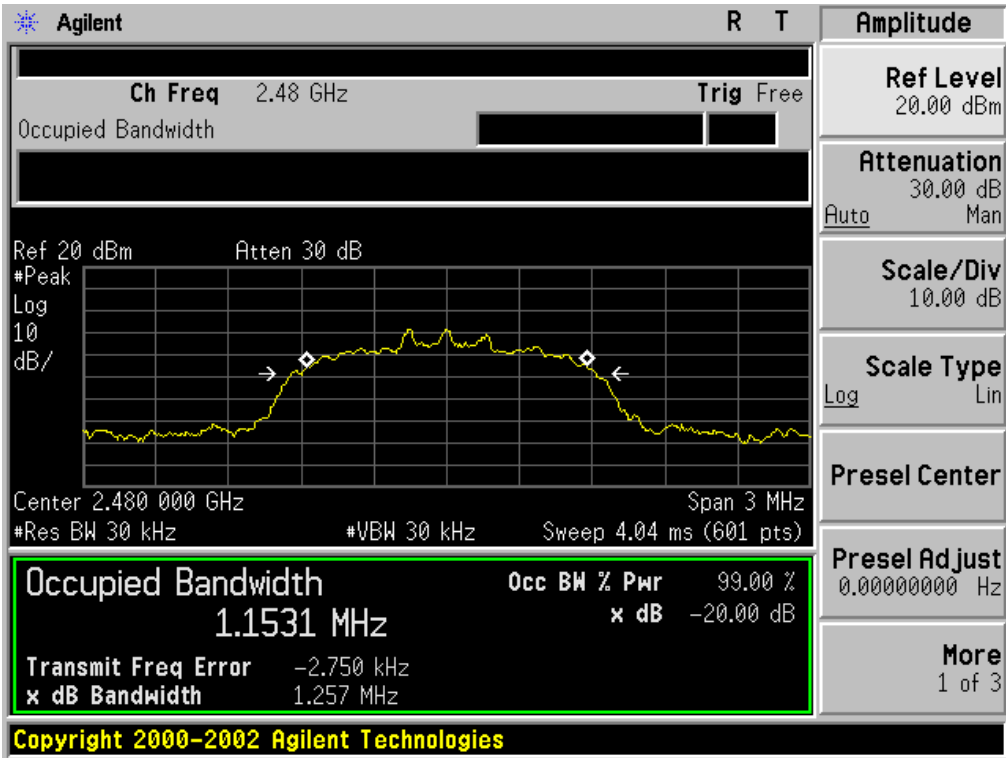 Agilent R T
Ch Freq 2.48 GHz Trig Free
Occupied Bandwidth
Ref 20 dBm Atten 30 dB
#Peak
Log
10
dB/
Center 2.480 000 GHz Span 3 MHz
#Res BW 30 kHz #VBW 30 kHz Sweep 4.04 ms (601 pts)
Occupied Bandwidth Occ BW % Pwr 99.00 %
1.1531 MHz x dB -20.00 dB
Transmit Freq Error -2.750 kHz
x dB Bandwidth 1.257 MHz
Copyright 2000-2002 Agilent Technologies
Amplitude
Ref Level
20.00 dBm
Attenuation
30.00 dB
Auto Man
Scale/Div
10.00 dB
Scale Type
Log Lin
Presel Center
Presel Adjust
0.00000000 Hz
More
1 of 3